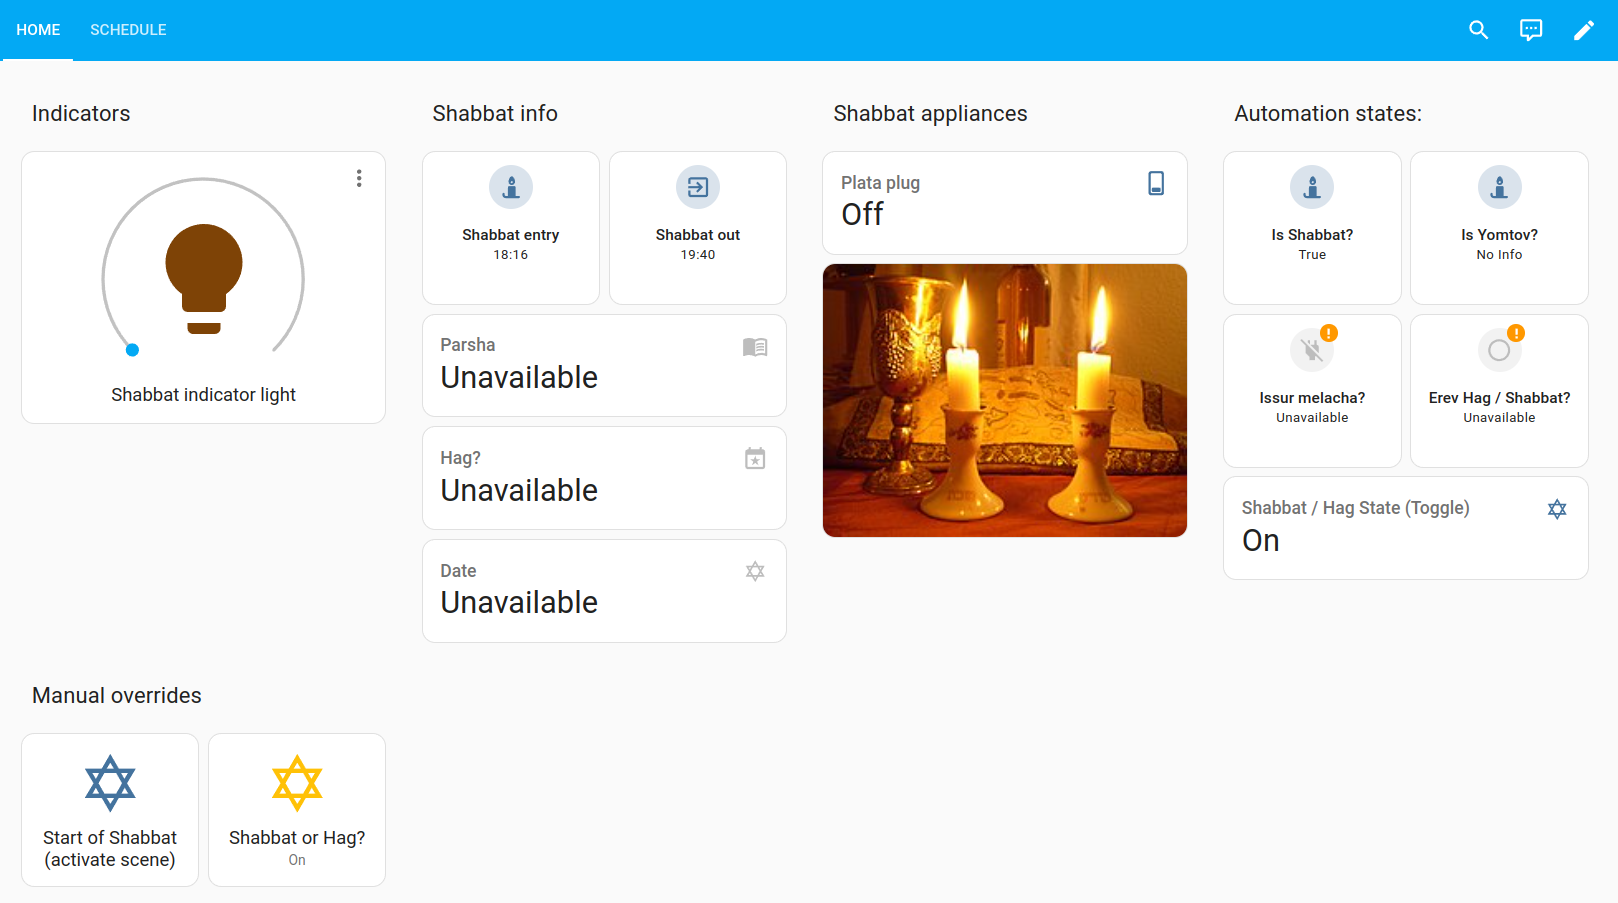 HOME
SCHEDULE
Indicators
Shabbat indicator light
Shabbat info
Shabbat entry
18:16
Shabbat out
19:40
Parsha
Unavailable
Hag?
Unavailable
Date
Unavailable
Shabbat appliances
Plata plug
Off
Automation states:
Is Shabbat?
True
Is Yomtov?
No Info
Issur melacha?
Unavailable
Erev Hag / Shabbat?
Unavailable
Shabbat / Hag State (Toggle)
On
Manual overrides
Start of Shabbat
(activate scene)
Shabbat or Hag?
On